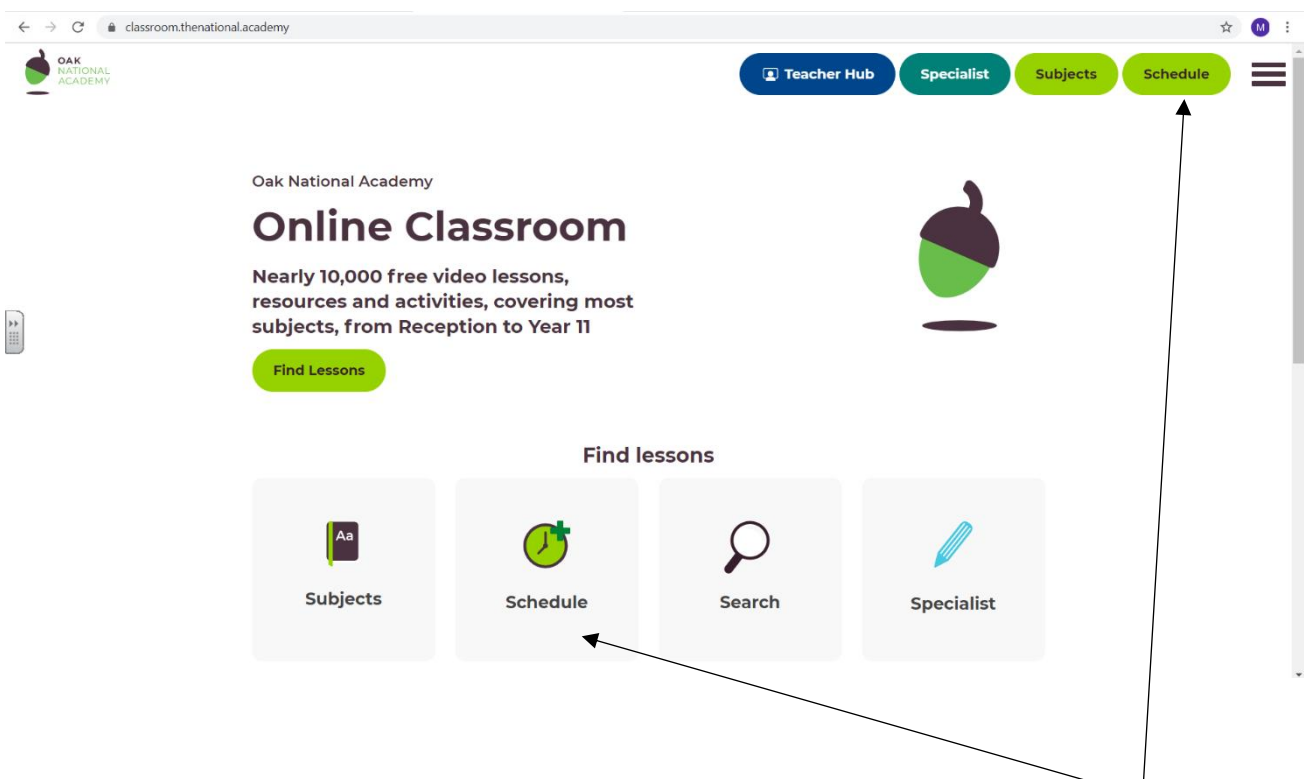 classroom.thenational.academy
M
OAK
NATIONAL
ACADEMY
Teacher Hub
Specialist
Subjects
Schedule
Oak National Academy
Online Classroom
Nearly 10,000 free video lessons,
resources and activities, covering most
subjects, from Reception to Year 11
Find Lessons
Find lessons
Aa
Subjects
Schedule
Search
Specialist